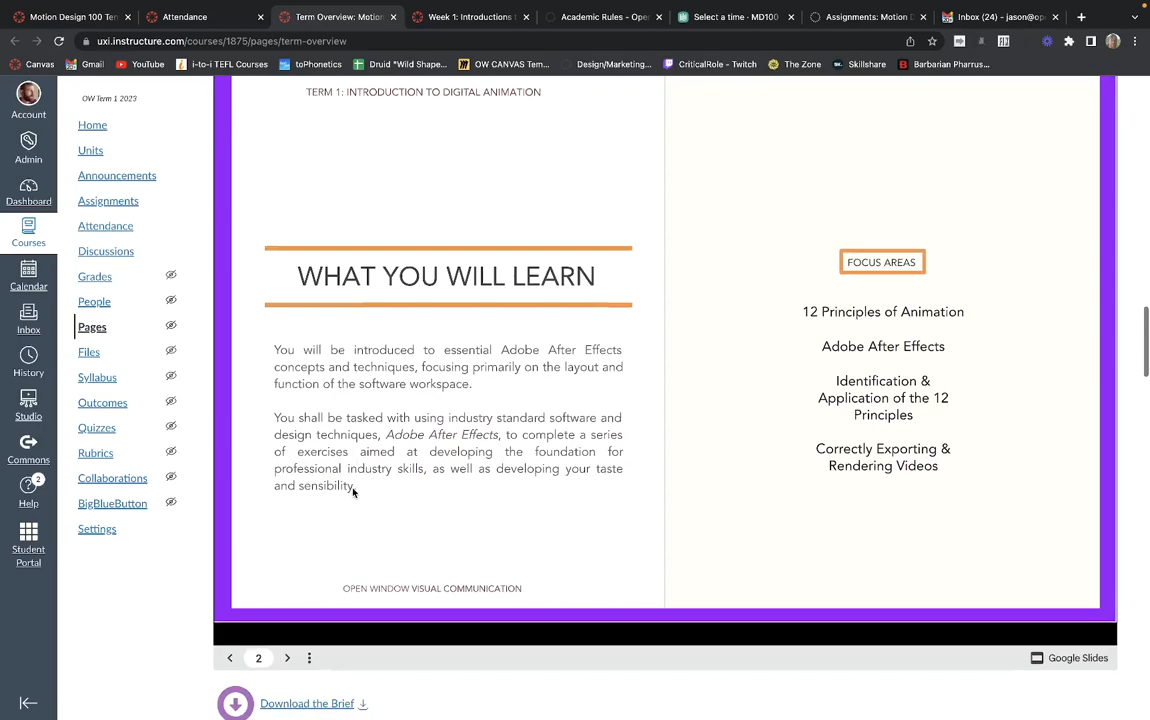 Motion Design 100 Ten
Attendance
Term Overview: Motion
Week 1: Introductions t
Academic Rules - Oper
Select a time · MD100
Assignments: Motion D
Inbox (24) - jason@op
uxi.instructure.com/courses/1875/pages/term-overview
Canvas
Gmail
YouTube
i-to-i TEFL Courses
toPhonetics
Druid "Wild Shape...
OW CANVAS Tem...
Design/Marketing...
CriticalRole - Twitch
The Zone
Skillshare
Barbarian Pharrus...
Account
Admin
Dashboard
Courses
Calendar
Inbox
History
Studio
Commons
2
Help
Student
Portal
OW Term 1 2023
Home
Units
Announcements
Assignments
Attendance
Discussions
Grades
People
Pages
Files
Syllabus
Outcomes
Quizzes
Rubrics
Collaborations
BigBlueButton
Settings
TERM 1: INTRODUCTION TO DIGITAL ANIMATION
WHAT YOU WILL LEARN
You will be introduced to essential Adobe After Effects
concepts and techniques, focusing primarily on the layout and
function of the software workspace.
You shall be tasked with using industry standard software and
design techniques, Adobe After Effects, to complete a series
of exercises aimed at developing the foundation for
professional industry skills, as well as developing your taste
and sensibility.
OPEN WINDOW VISUAL COMMUNICATION
FOCUS AREAS
12 Principles of Animation
Adobe After Effects
Identification &
Application of the 12
Principles
Correctly Exporting &
Rendering Videos
2
Google Slides
Download the Brief